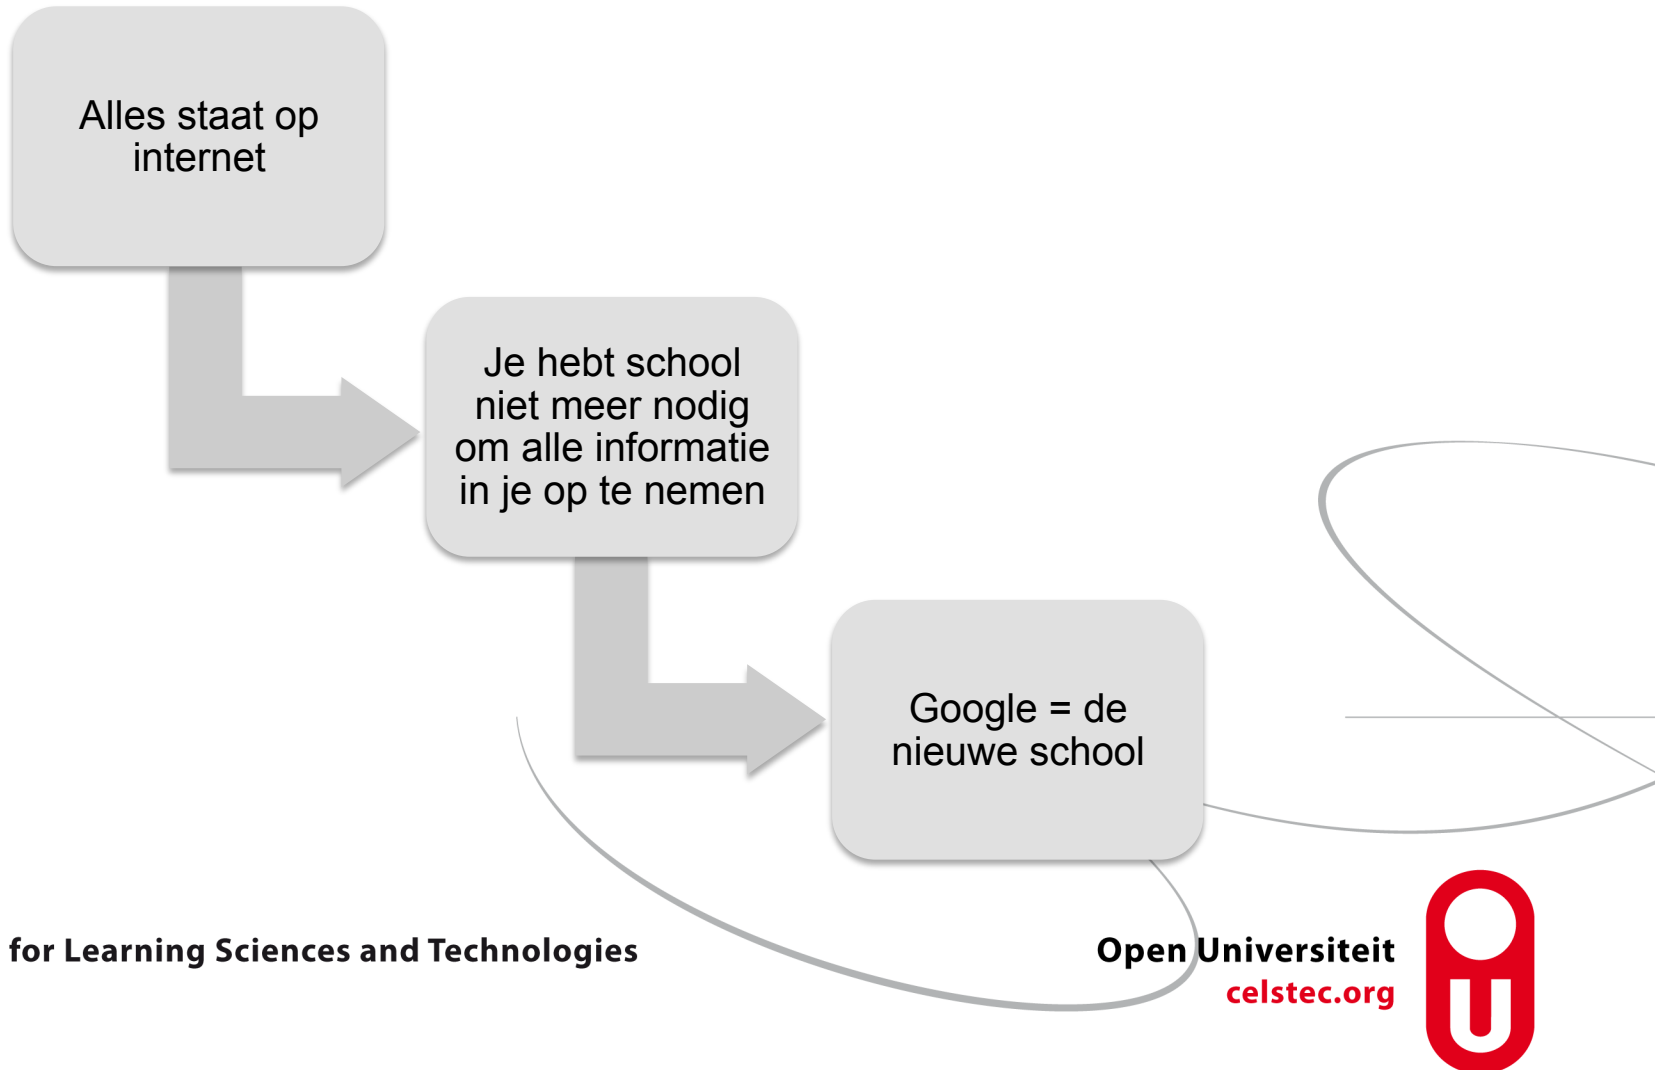 Alles staat op
internet
Je hebt school
niet meer nodig
om alle informatie
in je op te nemen
Google = de
nieuwe school
for Learning Sciences and Technologies
Open Universiteit
celstec.org
U